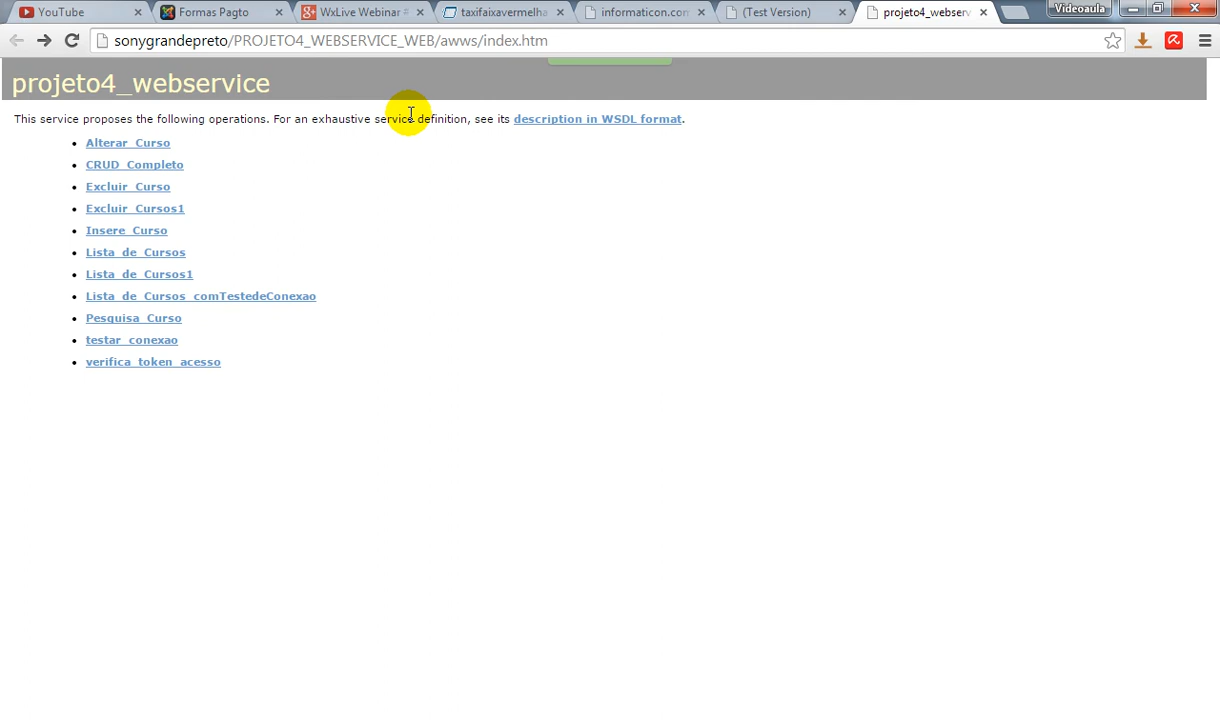 YouTube
Formas Pagto
WxLive Webinar #
taxifaixavermelha
informaticon.com
(Test Version)
projeto4_webserv
Videoaula
sonygrandepreto/PROJETO4_WEBSERVICE_WEB/awws/index.htm
projeto4_webservice
This service proposes the following operations. For an exhaustive service definition, see its description in WSDL format.
Alterar_Curso
CRUD_Completo
Excluir_Curso
Excluir_Cursos1
Insere_Curso
Lista_de_Cursos
Lista_de_Cursos1
Lista_de_Cursos_comTestedeConexao
Pesquisa_Curso
testar_conexao
verifica_token_acesso